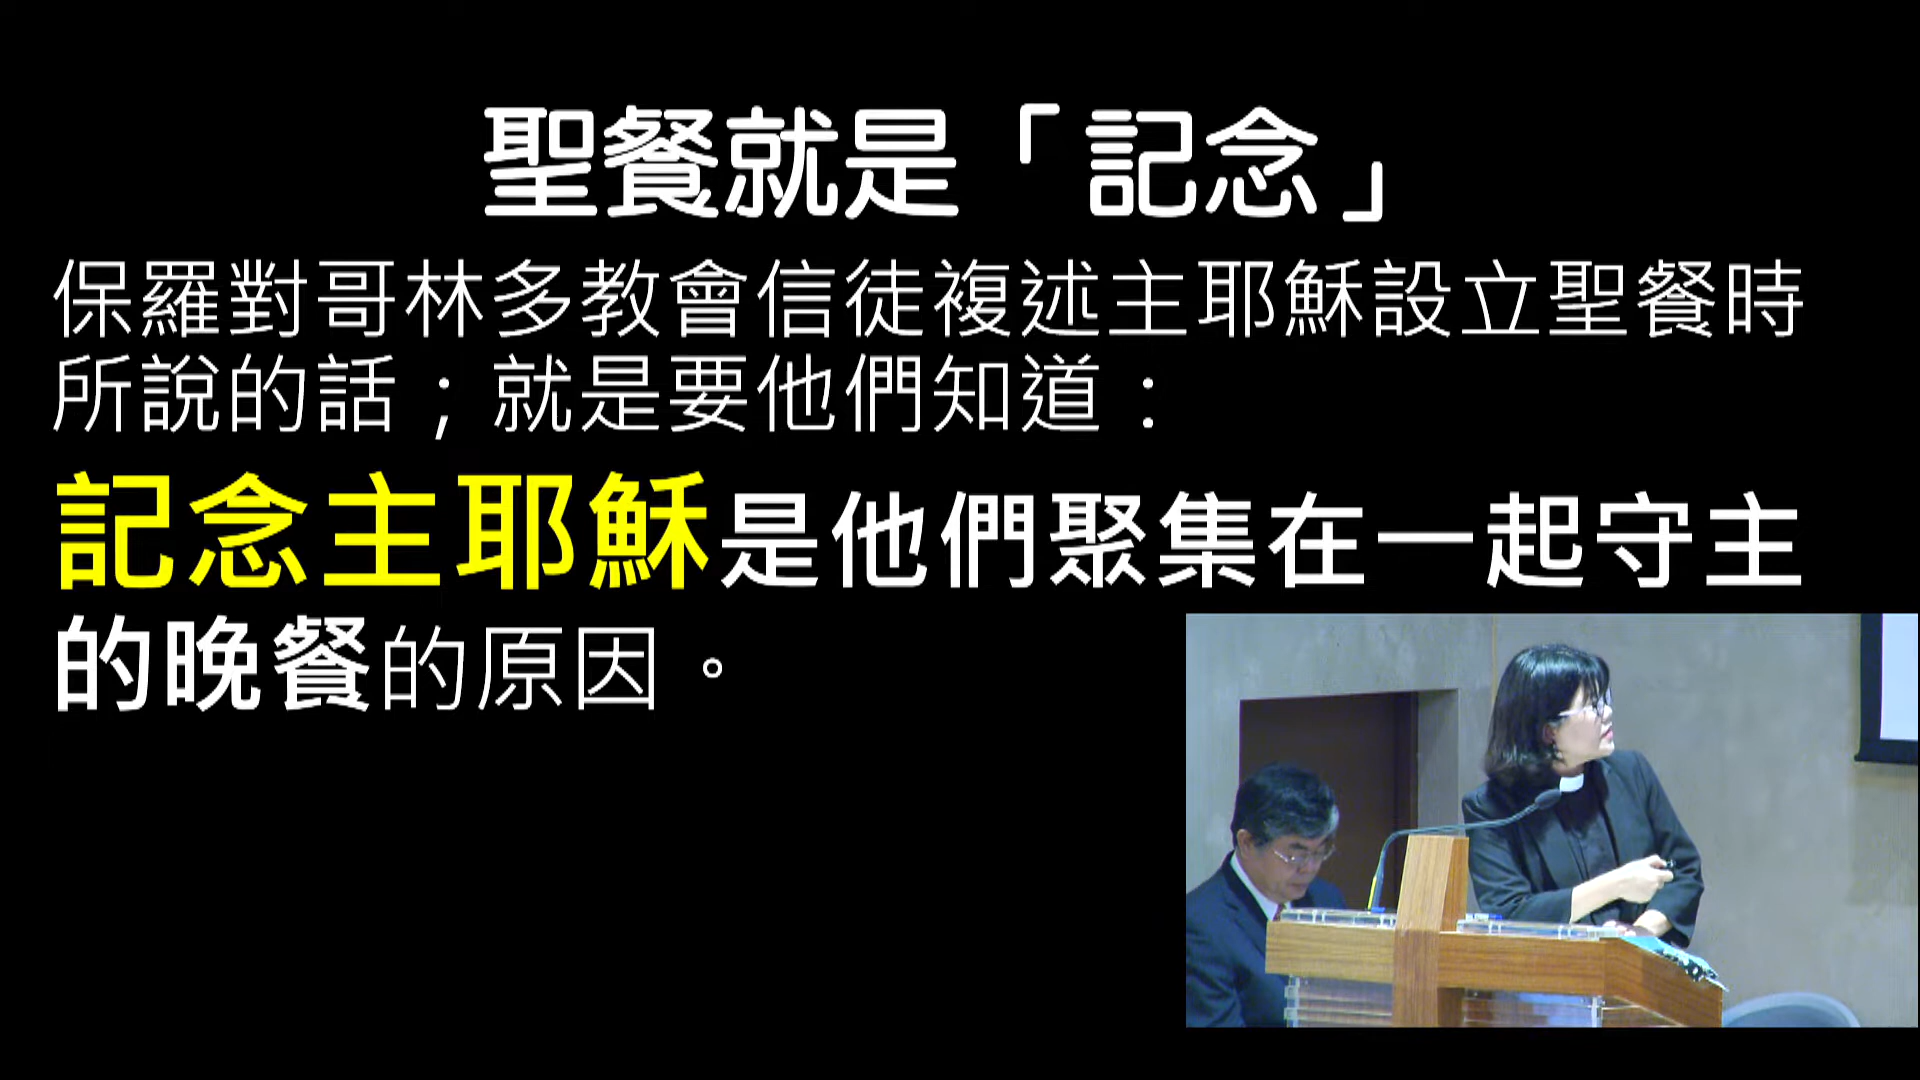 聖餐就是「記念」
保羅對哥林多教會信徒複述主耶穌設立聖餐時
所說的話；就是要他們知道：
記念主耶穌是他們聚集在一起守主
的晚餐的原因。